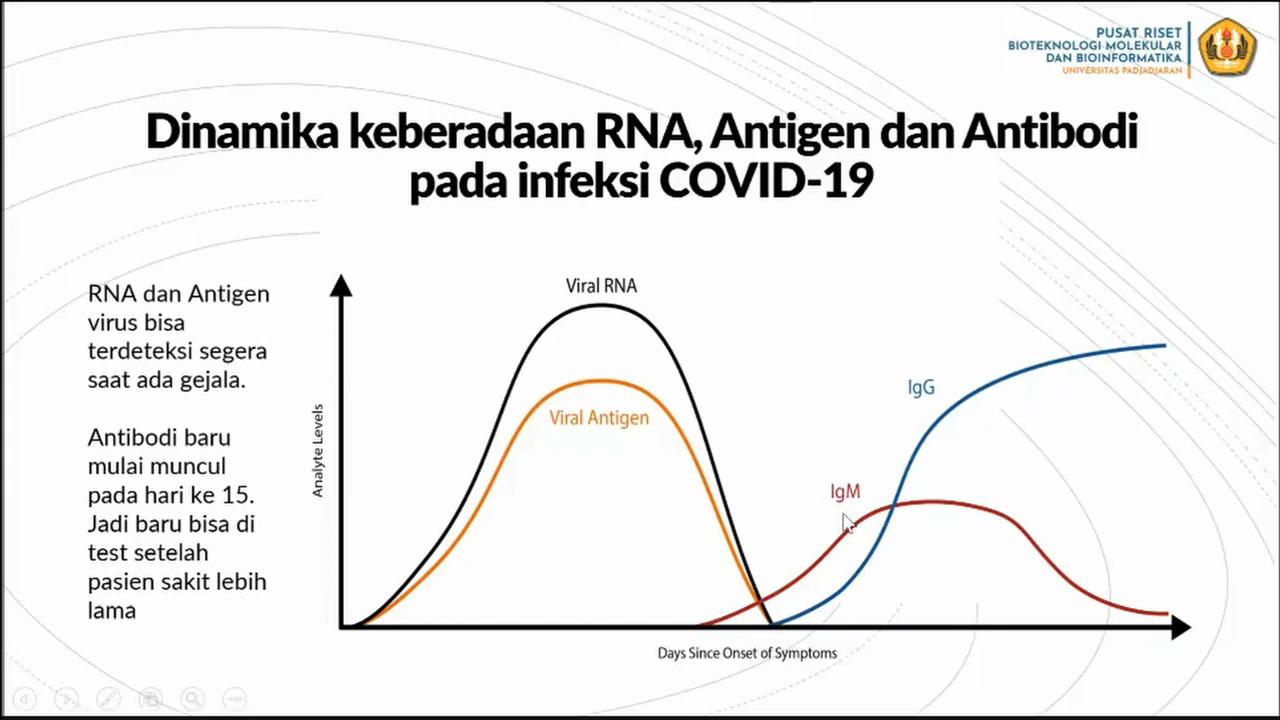 PUSAT RISET
BIOTEKNOLOGI MOLEKULAR
DAN BIOINFORMATIKA
UNIVERSITAS PADJADJARAN
Dinamika keberadaan RNA, Antigen dan Antibodi
pada infeksi COVID-19
RNA dan Antigen
virus bisa
terdeteksi segera
saat ada gejala.
Antibodi baru
mulai muncul
pada hari ke 15.
Jadi baru bisa di
test setelah
pasien sakit lebih
lama
Analyte Levels
Viral RNA
Viral Antigen
IgM
IgG
Days Since Onset of Symptoms